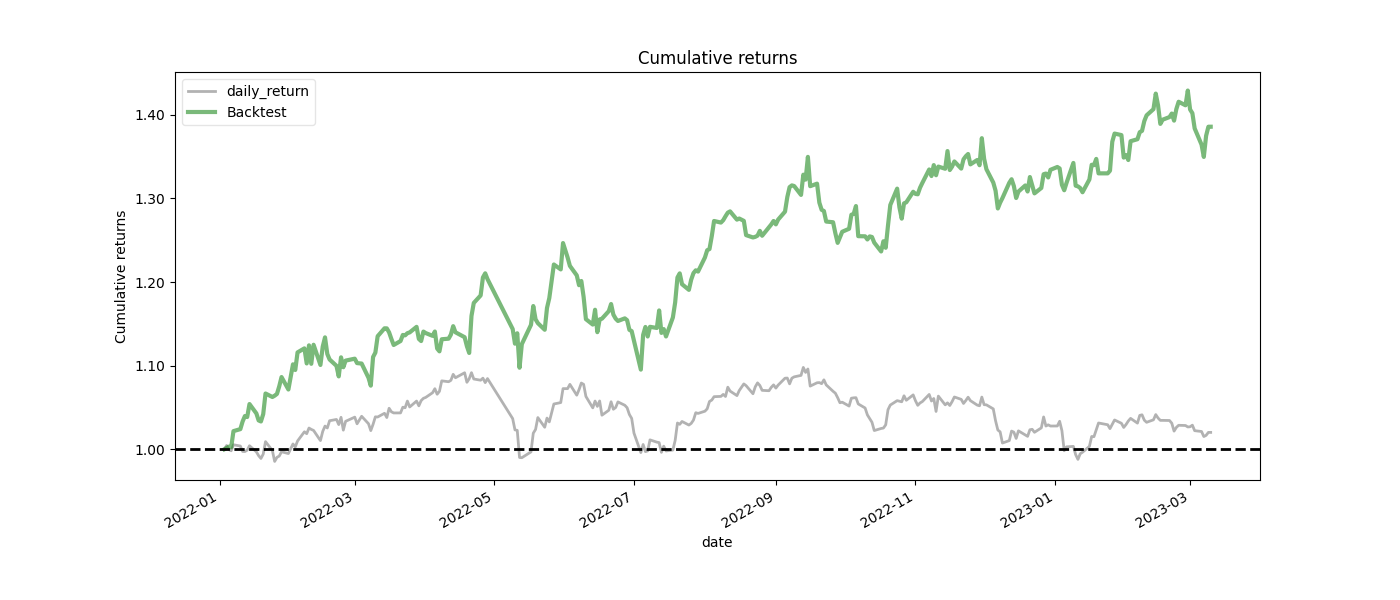 Cumulative returns
daily_return
Backtest
1.40
1.30
1.20
1.10
1.00
Cumulative returns
2022-01
2022-03
2022-05
2022-07
2022-09
2022-11
2023-01
2023-03
date